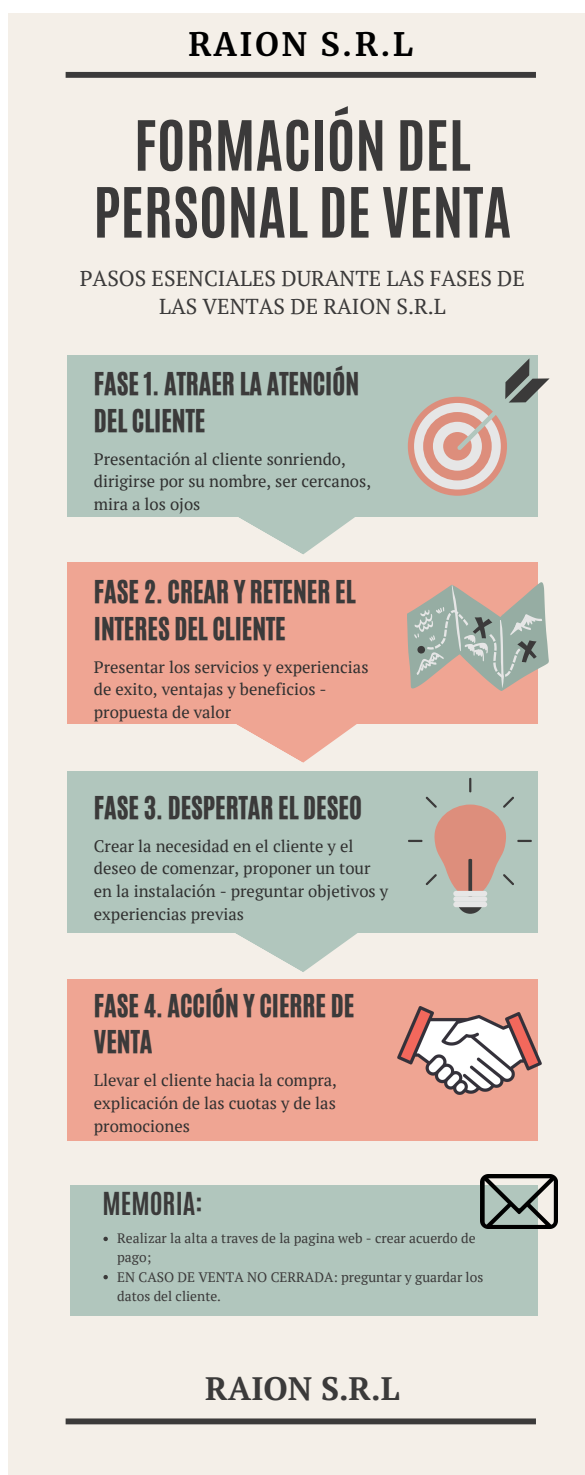 RAION S.R.L
FORMACIÓN DEL
PERSONAL DE VENTA
PASOS ESENCIALES DURANTE LAS FASES DE
LAS VENTAS DE RAION S.R.L
FASE 1. ATRAER LA ATENCIÓN
DEL CLIENTE
Presentación al cliente sonriendo,
dirigirse por su nombre, ser cercanos,
mira a los ojos
FASE 2. CREAR Y RETENER EL
INTERES DEL CLIENTE
Presentar los servicios y experiencias
de exito, ventajas y beneficios -
propuesta de valor
FASE 3. DESPERTAR EL DESEO
Crear la necesidad en el cliente y el
deseo de comenzar, proponer un tour
en la instalación - preguntar objetivos y
experiencias previas
FASE 4. ACCIÓN Y CIERRE DE
VENTA
Llevar el cliente hacia la compra,
explicación de las cuotas y de las
promociones
MEMORIA:
• Realizar la alta a traves de la pagina web - crear acuerdo de
pago;
• EN CASO DE VENTA NO CERRADA: preguntar y guardar los
datos del cliente.
RAION S.R.L